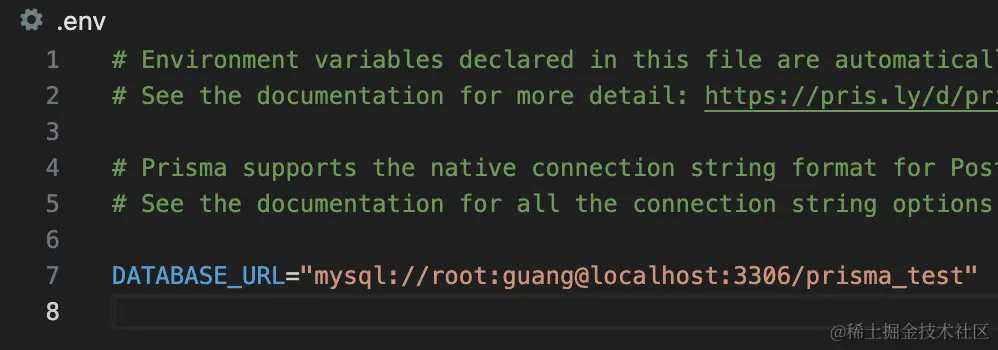 .env
1 # Environment variables declared in this file are
2 # See the documentation for more detail: https://pris.ly/d/
3
4 # Prisma supports the native connection string format for
5 # See the documentation for all the connection string options
6
7 DATABASE_URL="mysql://root:guang@localhost:3306/prisma_test"
8
@稀土掘金技术社区